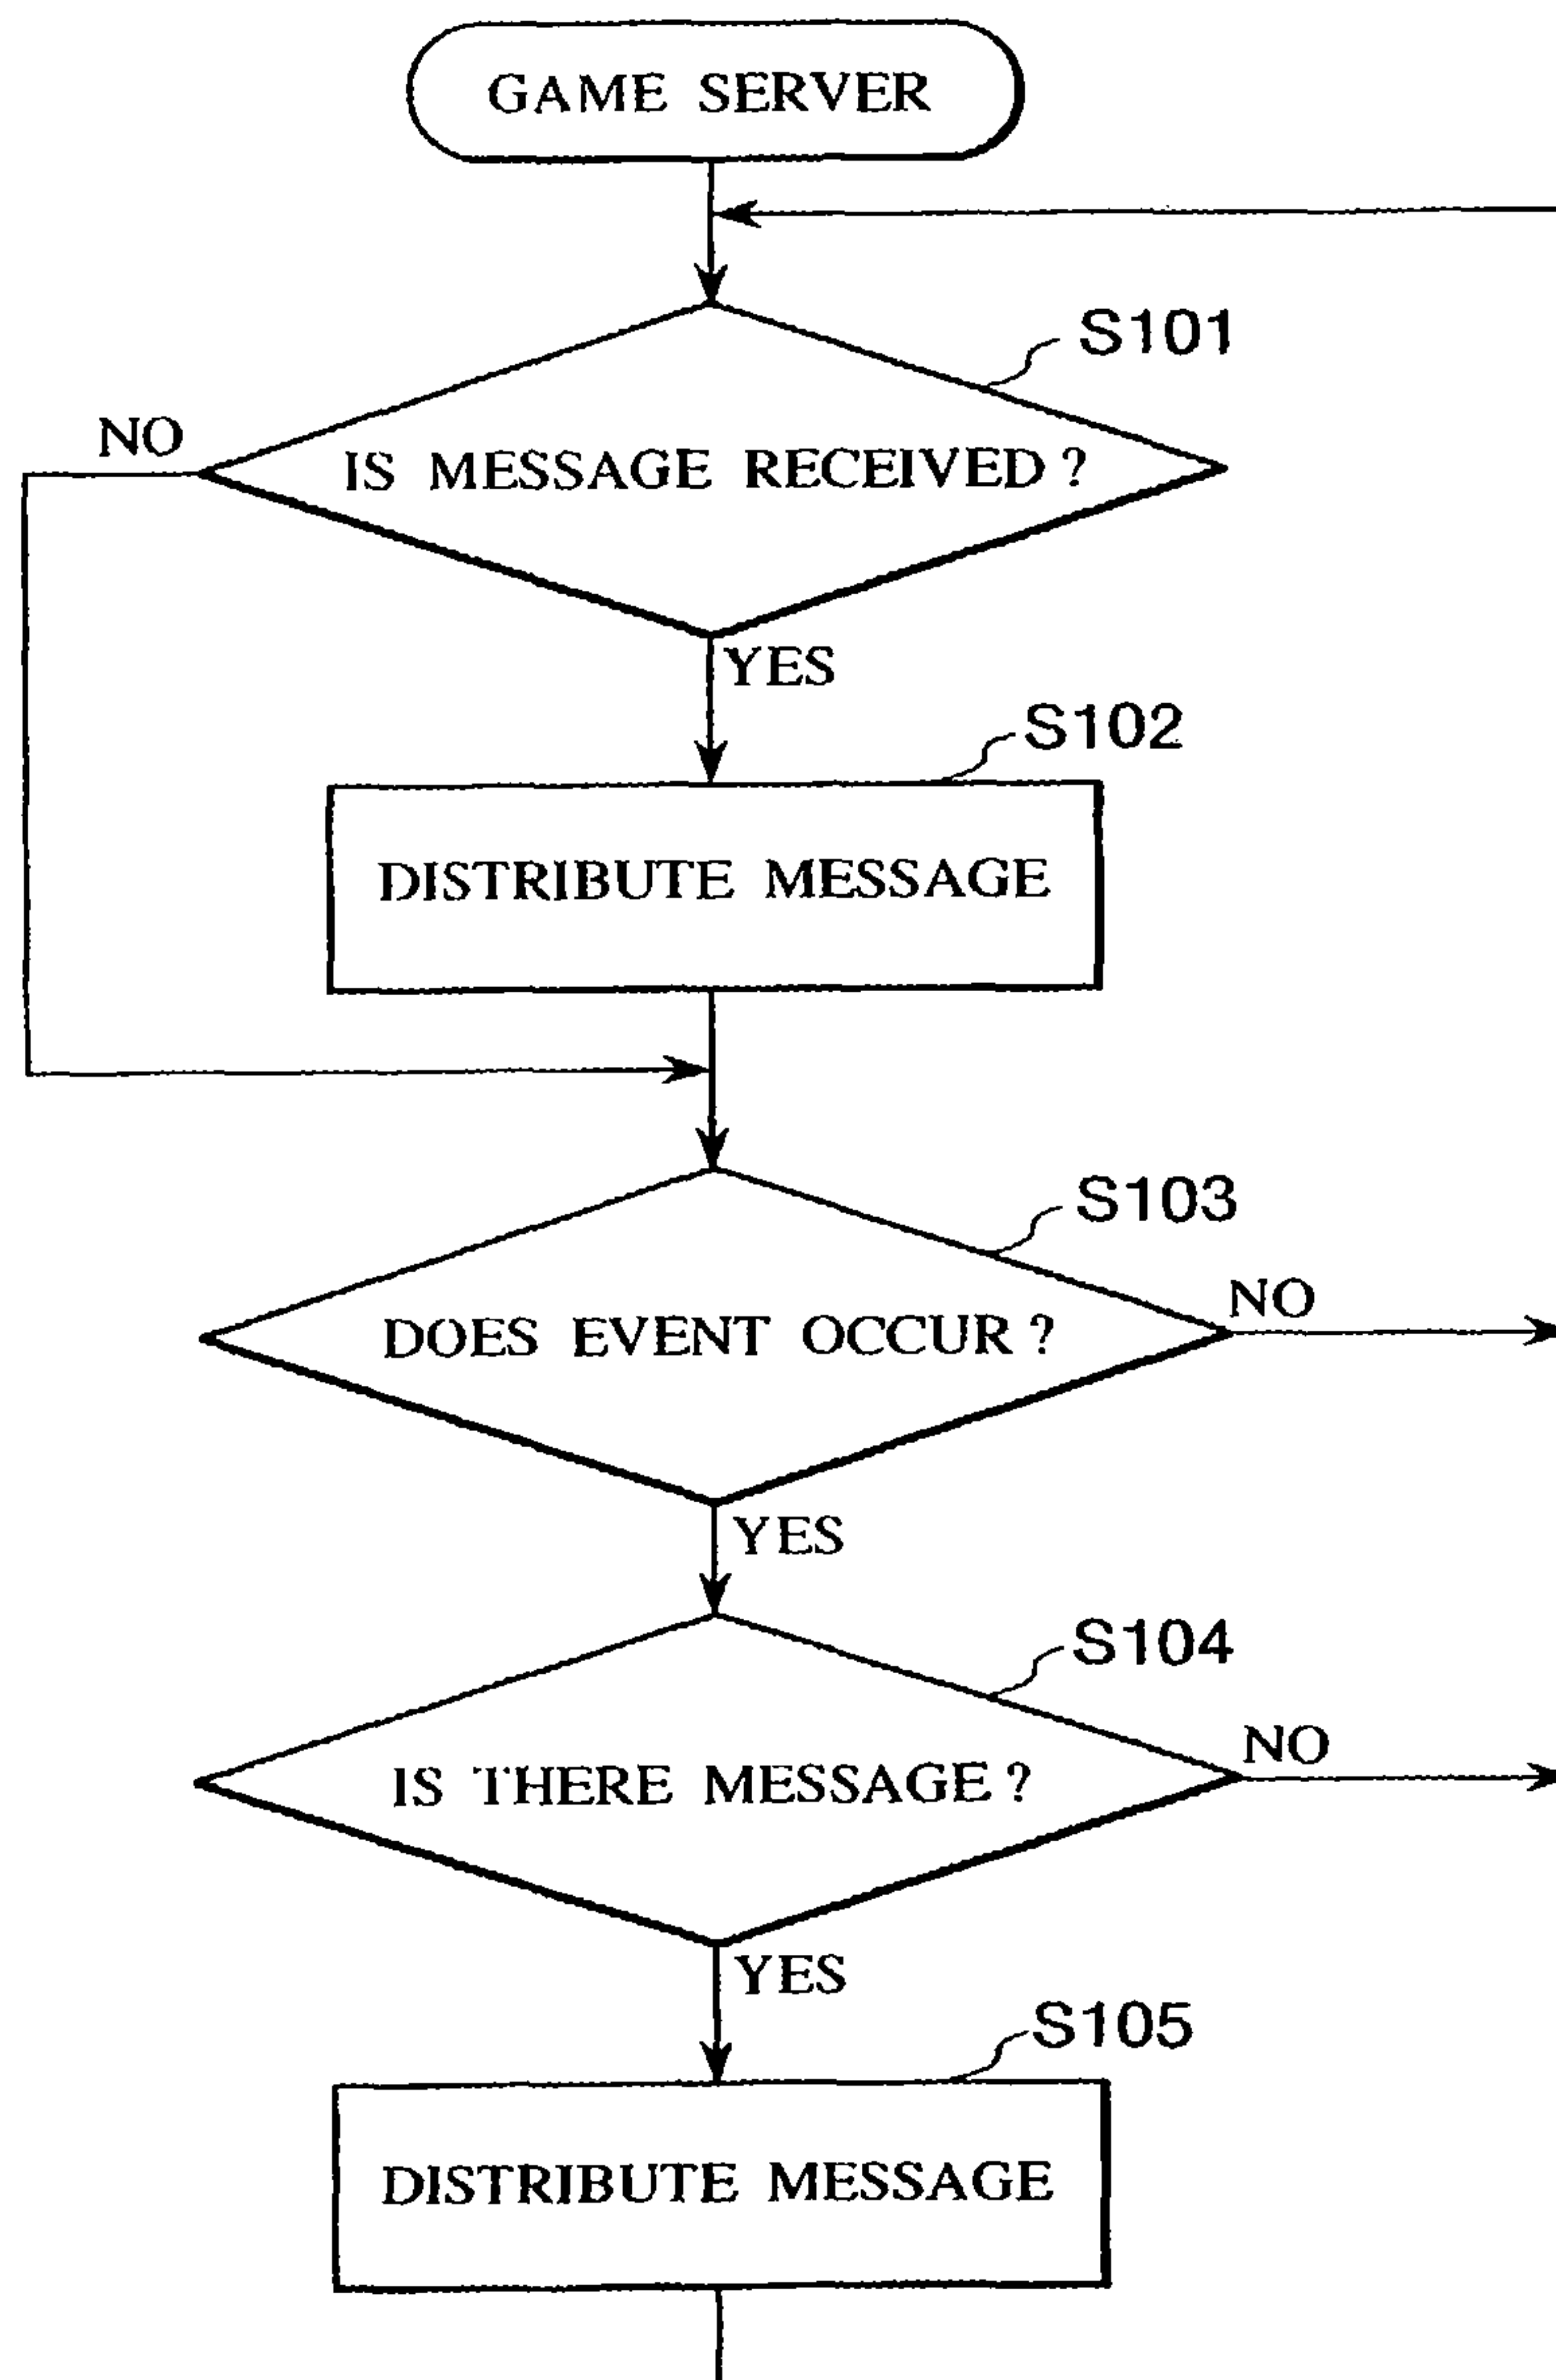 GAME SERVER
S101
NO
IS MESSAGE RECEIVED ?
YES
S102
DISTRIBUTE MESSAGE
S103
NO
DOES EVENT OCCUR ?
YES
S104
NO
IS THERE MESSAGE ?
YES
S105
DISTRIBUTE MESSAGE